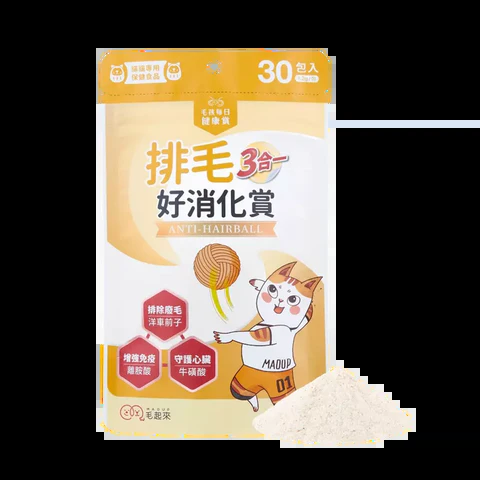 貓貓專用
保健食品
30包入
毛孩每日
健康賞
排毛3合一
好消化賞
ANTI-HAIRBALL
排除廢毛
洋車前子
增強免疫
離胺酸
守護心臟
牛磺酸
MAOUP
01
MAOUP
毛起來